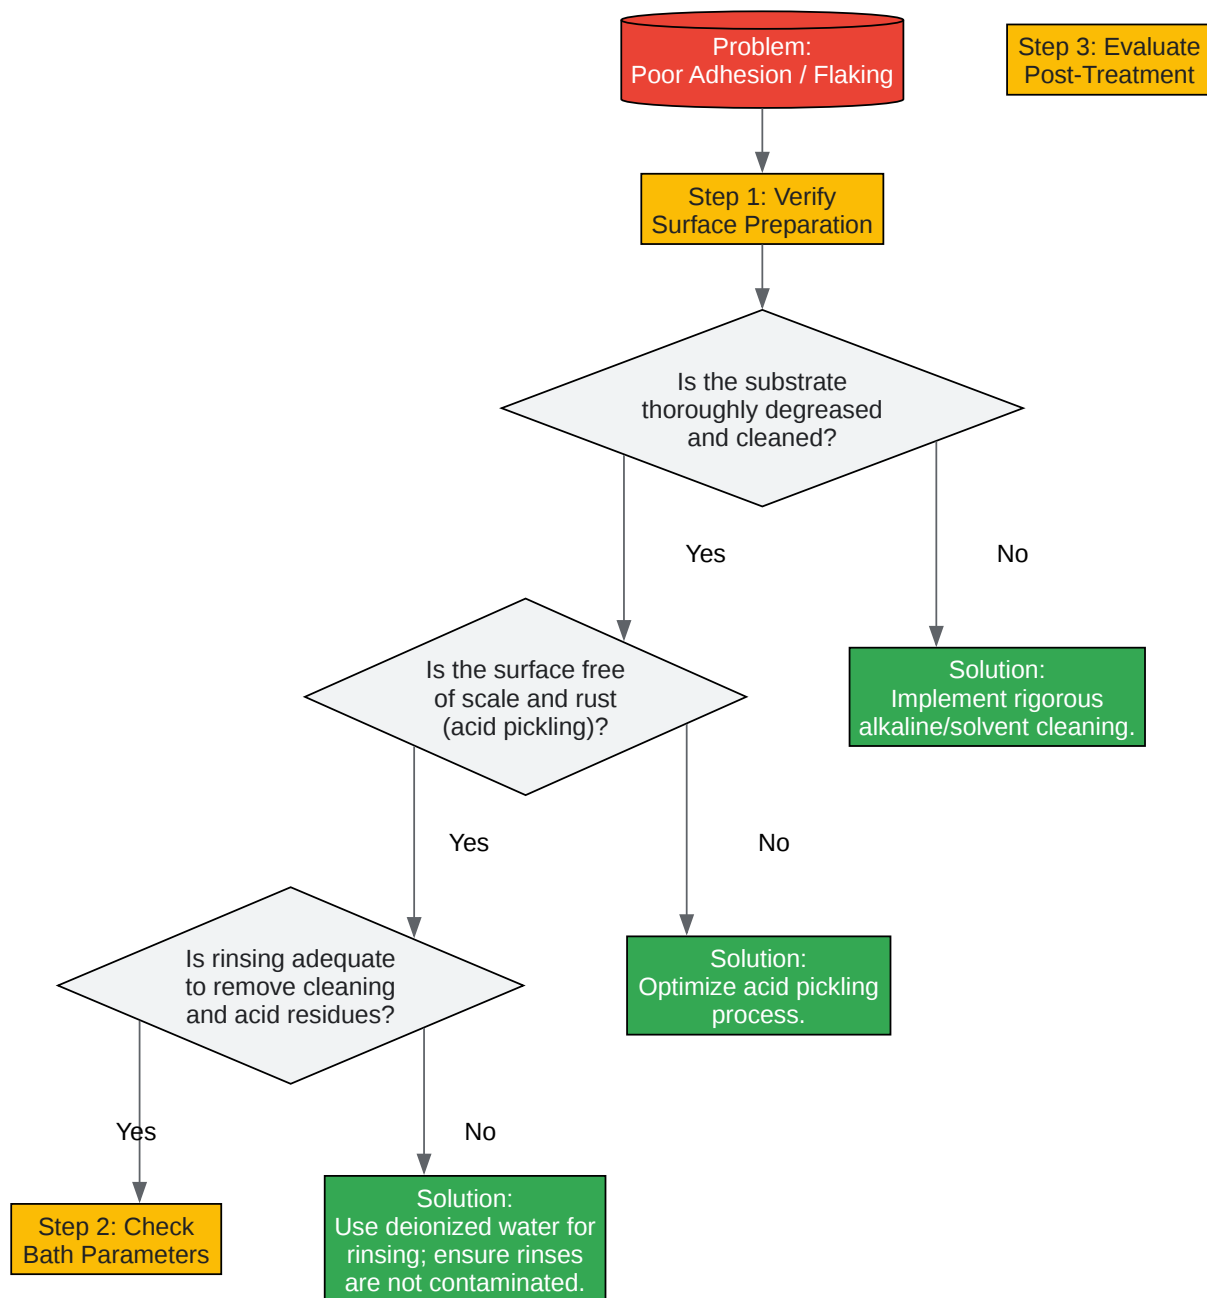 Problem:
Poor Adhesion / Flaking
Step 3: Evaluate
Post-Treatment
Step 1: Verify
Surface Preparation
Is the substrate
thoroughly degreased
and cleaned?
Yes
No
Is the surface free
of scale and rust
(acid pickling)?
Solution:
Implement rigorous
alkaline/solvent cleaning.
Yes
No
Is rinsing adequate
to remove cleaning
and acid residues?
Solution:
Optimize acid pickling
process.
Yes
No
Step 2: Check
Bath Parameters
Solution:
Use deionized water for
rinsing; ensure rinses
are not contaminated.